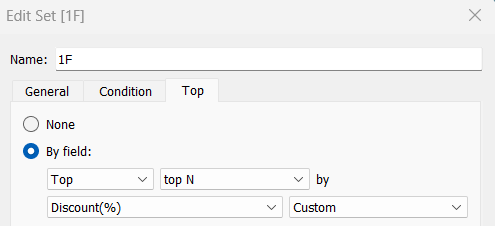 Edit Set [1F]
Name: 1F
General Condition Top
None
By field:
Top top N by
Discount(%) Custom